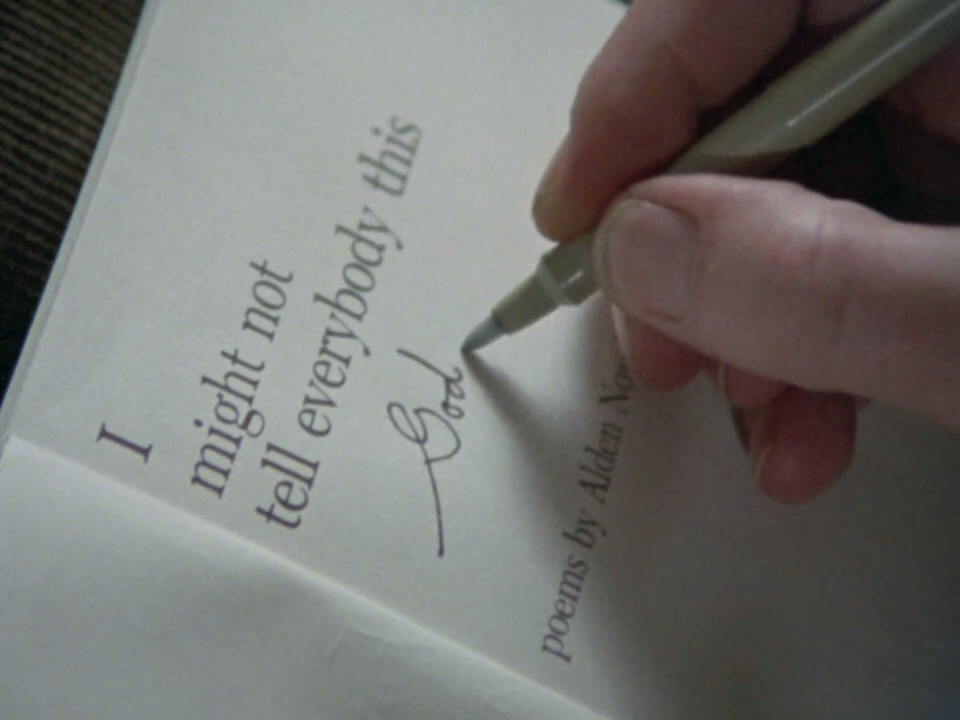 I
might not
tell everybody this
God
poems by Alden